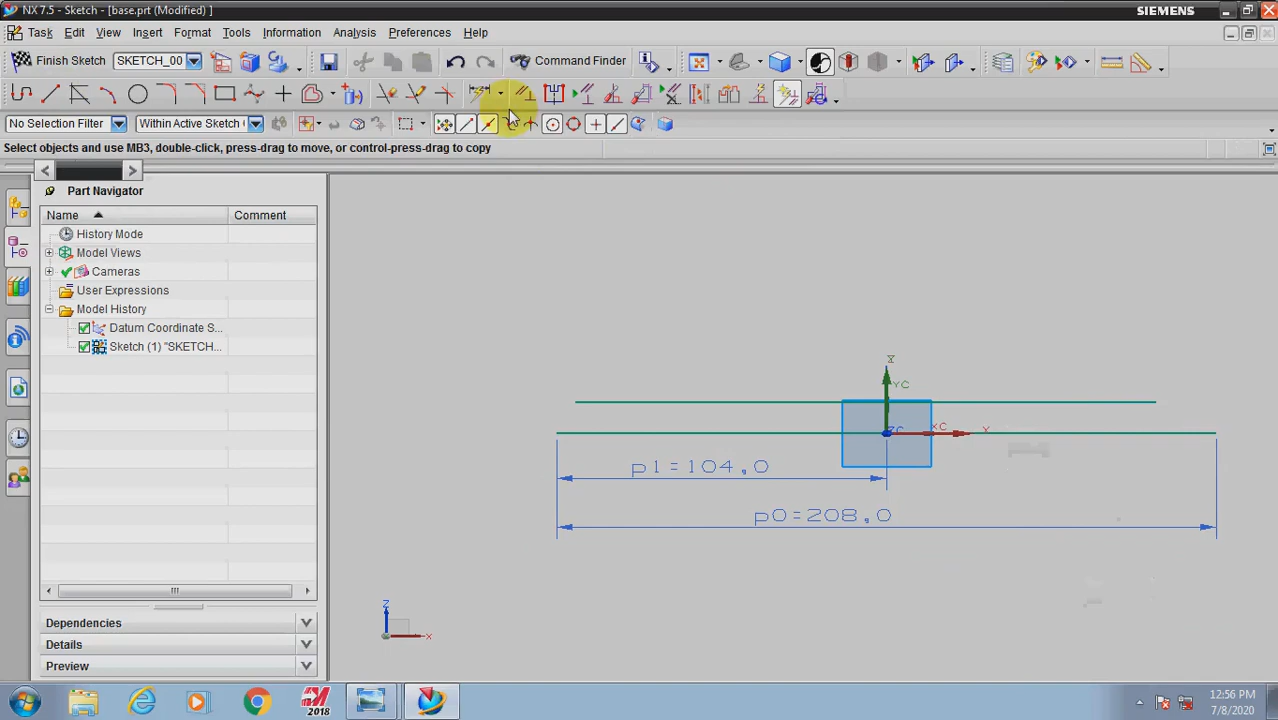 NX 7.5 - Sketch - [base.prt (Modified) ]
SIEMENS
Task Edit View Insert Format Tools Information Analysis Preferences Help
Finish Sketch SKETCH_00 Command Finder
No Selection Filter Within Active Sketch
Select objects and use MB3, double-click, press-drag to move, or control-press-drag to copy
Part Navigator
Name Comment
History Mode
Model Views
Cameras
User Expressions
Model History
Datum Coordinate S...
Sketch (1) "SKETCH...
YC
XC X
p1=104,0
p0=208,0
Z
X
Dependencies
Details
Preview
2018
12:56 PM
7/8/2020